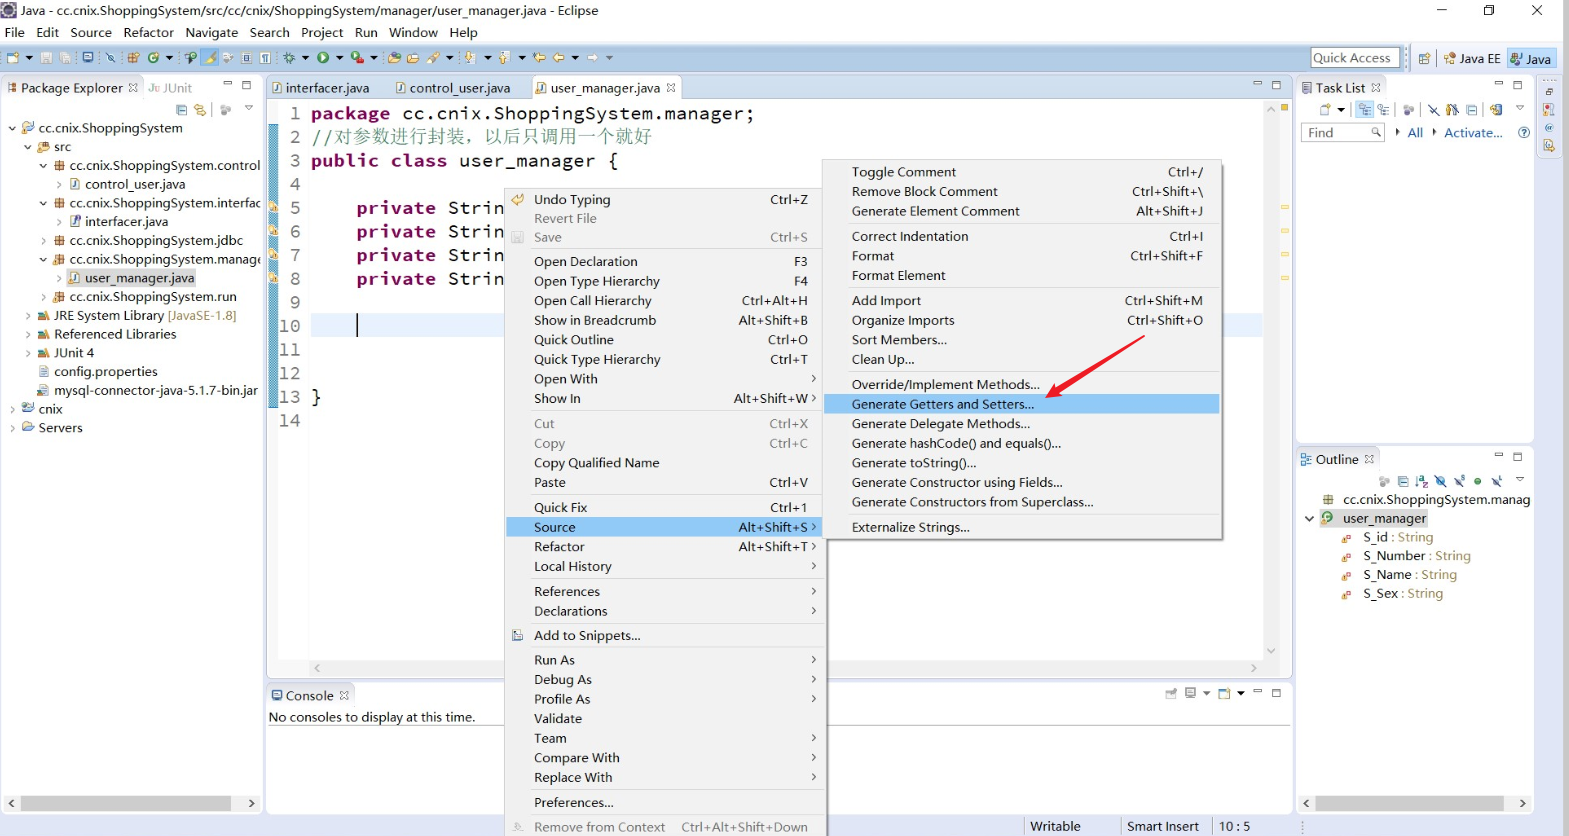 Java - cc.cnix.ShoppingSystem/src/cc/cnix/ShoppingSystem/manager/user_manager.java - Eclipse
File Edit Source Refactor Navigate Search Project Run Window Help
Quick Access Java EE Java
Package Explorer JUnit
cc.cnix.ShoppingSystem
src
cc.cnix.ShoppingSystem.control
control_user.java
cc.cnix.ShoppingSystem.interfac
interfacer.java
cc.cnix.ShoppingSystem.jdbc
cc.cnix.ShoppingSystem.manage
user_manager.java
cc.cnix.ShoppingSystem.run
JRE System Library [JavaSE-1.8]
Referenced Libraries
JUnit 4
config.properties
mysql-connector-java-5.1.7-bin.jar
cnix
Servers
interfacer.java control_user.java user_manager.java
1 package cc.cnix.ShoppingSystem.manager;
2 //对参数进行封装，以后只调用一个就好
3 public class user_manager {
4
5 private Strin
6 private Strin
7 private Strin
8 private Strin
9
10
11
12
13 }
14
Undo Typing Ctrl+Z
Revert File
Save Ctrl+S
Open Declaration F3
Open Type Hierarchy F4
Open Call Hierarchy Ctrl+Alt+H
Show in Breadcrumb Alt+Shift+B
Quick Outline Ctrl+O
Quick Type Hierarchy Ctrl+T
Open With
Show In Alt+Shift+W
Cut Ctrl+X
Copy Ctrl+C
Copy Qualified Name
Paste Ctrl+V
Quick Fix Ctrl+1
Source Alt+Shift+S
Refactor Alt+Shift+T
Local History
References
Declarations
Add to Snippets...
Run As
Debug As
Profile As
Validate
Team
Compare With
Replace With
Preferences...
Remove from Context Ctrl+Alt+Shift+Down
Toggle Comment Ctrl+/
Remove Block Comment Ctrl+Shift+\
Generate Element Comment Alt+Shift+J
Correct Indentation Ctrl+I
Format Ctrl+Shift+F
Format Element
Add Import Ctrl+Shift+M
Organize Imports Ctrl+Shift+O
Sort Members...
Clean Up...
Override/Implement Methods...
Generate Getters and Setters...
Generate Delegate Methods...
Generate hashCode() and equals()...
Generate toString()...
Generate Constructor using Fields...
Generate Constructors from Superclass...
Externalize Strings...
Console
No consoles to display at this time.
Task List
Find All Activate...
Outline
cc.cnix.ShoppingSystem.manag
user_manager
S_id : String
S_Number : String
S_Name : String
S_Sex : String
Writable Smart Insert 10 : 5